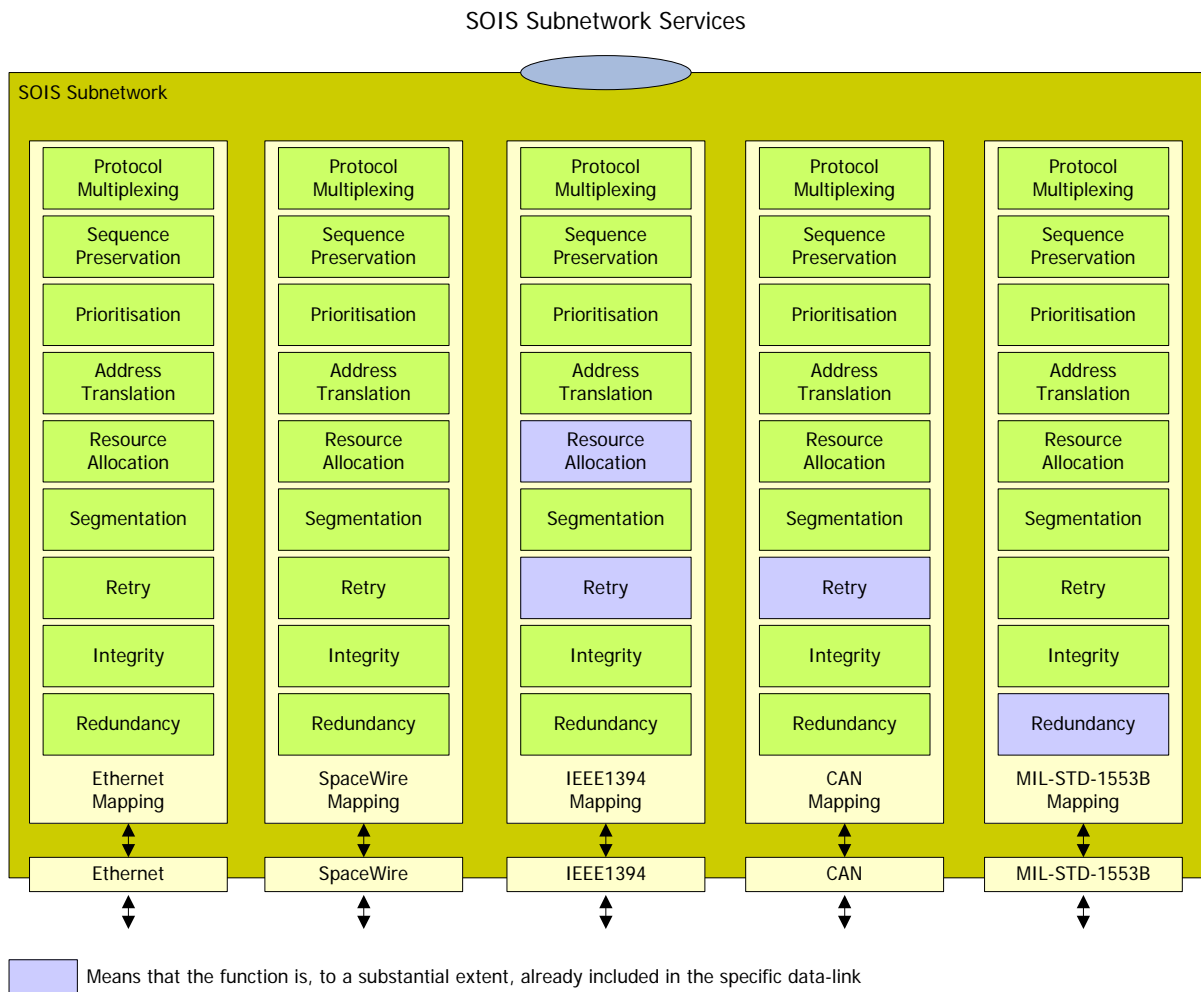 SOIS Subnetwork Services
SOIS Subnetwork
Protocol
Multiplexing
Sequence
Preservation
Prioritisation
Address
Translation
Resource
Allocation
Segmentation
Retry
Integrity
Redundancy
Ethernet
Mapping
Ethernet
Protocol
Multiplexing
Sequence
Preservation
Prioritisation
Address
Translation
Resource
Allocation
Segmentation
Retry
Integrity
Redundancy
SpaceWire
Mapping
SpaceWire
Protocol
Multiplexing
Sequence
Preservation
Prioritisation
Address
Translation
Resource
Allocation
Segmentation
Retry
Integrity
Redundancy
IEEE1394
Mapping
IEEE1394
Protocol
Multiplexing
Sequence
Preservation
Prioritisation
Address
Translation
Resource
Allocation
Segmentation
Retry
Integrity
Redundancy
CAN
Mapping
CAN
Protocol
Multiplexing
Sequence
Preservation
Prioritisation
Address
Translation
Resource
Allocation
Segmentation
Retry
Integrity
Redundancy
MIL-STD-1553B
Mapping
MIL-STD-1553B
Means that the function is, to a substantial extent, already included in the specific data-link